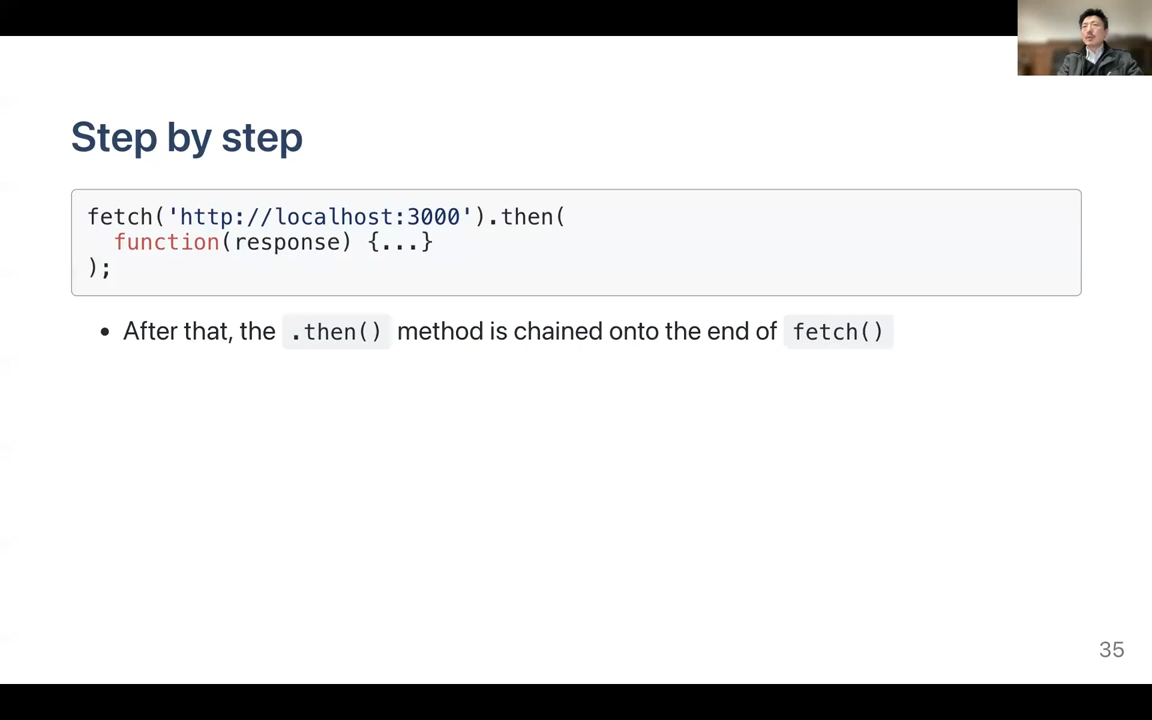 Step by step
fetch('http://localhost:3000').then(
  function(response) {...}
);
• After that, the .then() method is chained onto the end of fetch()
35